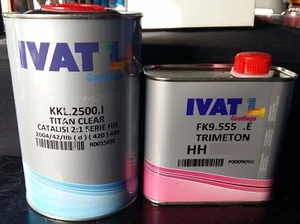 IVAT
Coatings
KKL.2500.I
TITAN CLEAR
CATALISI 2:1 SERIE HH
2004/42/IIb ( d ) ( 420 ) 420
IVAT
Coatings
FK9.555
TRIMETON
HH